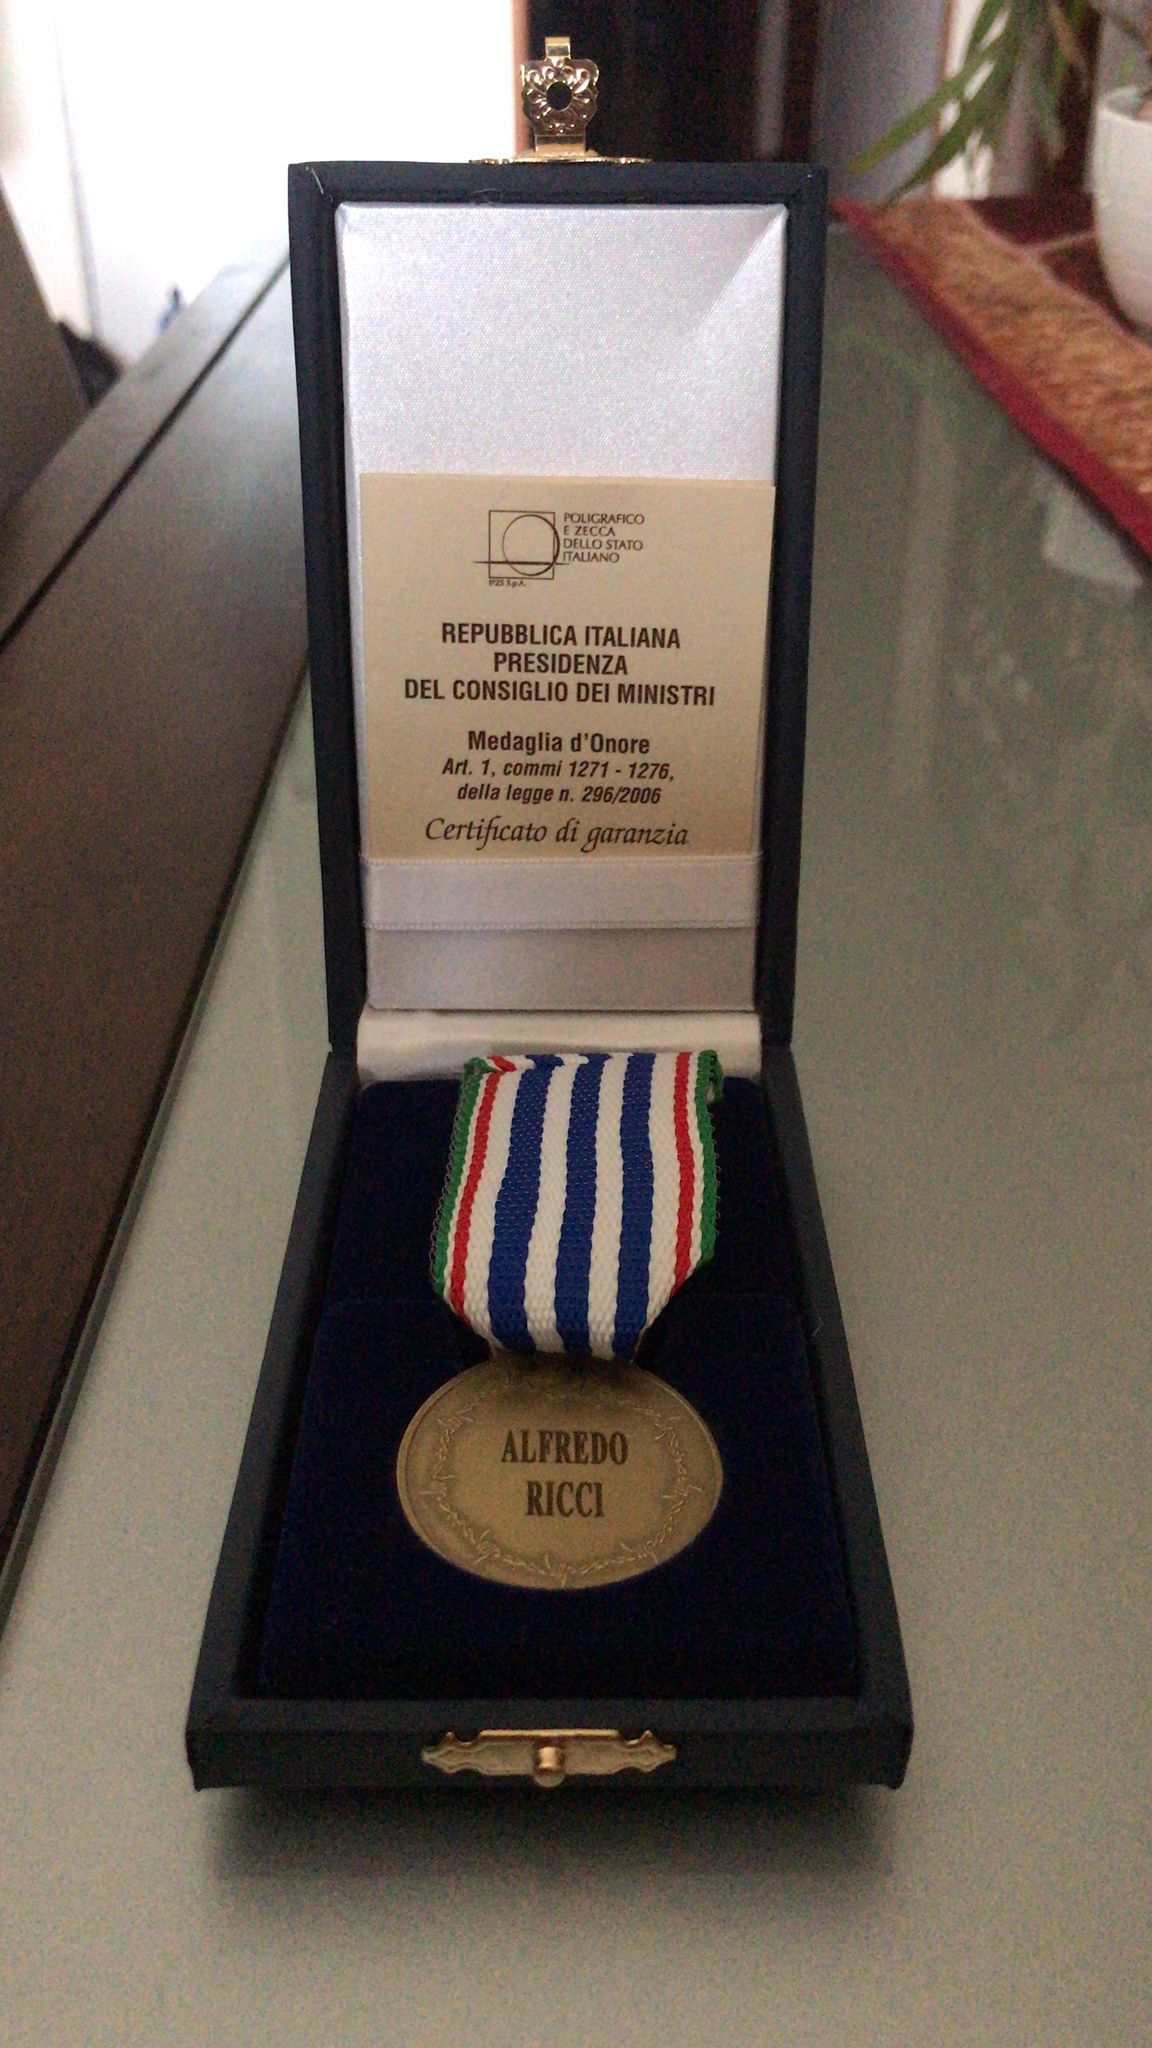 POLIGRAFICO
E ZECCA
DELLO STATO
ITALIANO
IPZS S.p.A.
REPUBBLICA ITALIANA
PRESIDENZA
DEL CONSIGLIO DEI MINISTRI
Medaglia d'Onore
Art. 1, commi 1271 - 1276,
della legge n. 296/2006
Certificato di garanzia
ALFREDO
RICCI